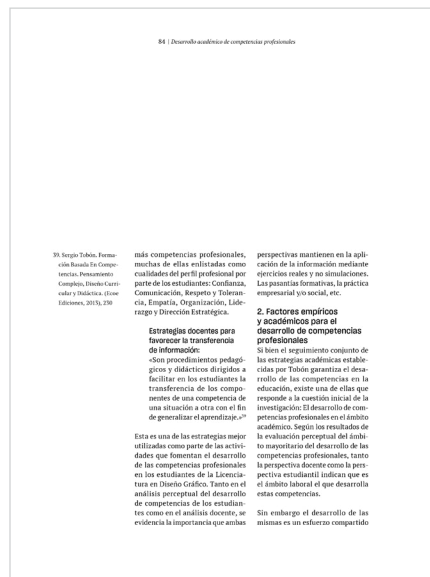 84 | Desarrollo académico de competencias profesionales
39. Sergio Tobón. Forma-
ción Basada En Compe-
tencias. Pensamiento
Complejo, Diseño Curri-
cular y Didáctica. (Ecoe
Ediciones, 2013), 230
más competencias profesionales,
muchas de ellas enlistadas como
cualidades del perfil profesional por
parte de los estudiantes: Confianza,
Comunicación, Respeto y Toleran-
cia, Empatía, Organización, Lide-
razgo y Dirección Estratégica.
Estrategias docentes para
favorecer la transferencia
de información:
«Son procedimientos pedagó-
gicos y didácticos dirigidos a
facilitar en los estudiantes la
transferencia de los compo-
nentes de una competencia de
una situación a otra con el fin
de generalizar el aprendizaje.»39
Esta es una de las estrategias mejor
utilizadas como parte de las activi-
dades que fomentan el desarrollo
de las competencias profesionales
en los estudiantes de la Licencia-
tura en Diseño Gráfico. Tanto en el
análisis perceptual del desarrollo
de competencias de los estudian-
tes como en el análisis docente, se
evidencia la importancia que ambas
perspectivas mantienen en la apli-
cación de la información mediante
ejercicios reales y no simulaciones.
Las pasantías formativas, la práctica
empresarial y/o social, etc.
2. Factores empíricos
y académicos para el
desarrollo de competencias
profesionales
Si bien el seguimiento conjunto de
las estrategias académicas estable-
cidas por Tobón garantiza el desa-
rrollo de las competencias en la
educación, existe una de ellas que
responde a la cuestión inicial de la
investigación: El desarrollo de com-
petencias profesionales en el ámbito
académico. Según los resultados de
la evaluación perceptual del ámbi-
to mayoritario del desarrollo de las
competencias profesionales, tanto
la perspectiva docente como la pers-
pectiva estudiantil indican que es
el ámbito laboral el que desarrolla
estas competencias.
Sin embargo el desarrollo de las
mismas es un esfuerzo compartido